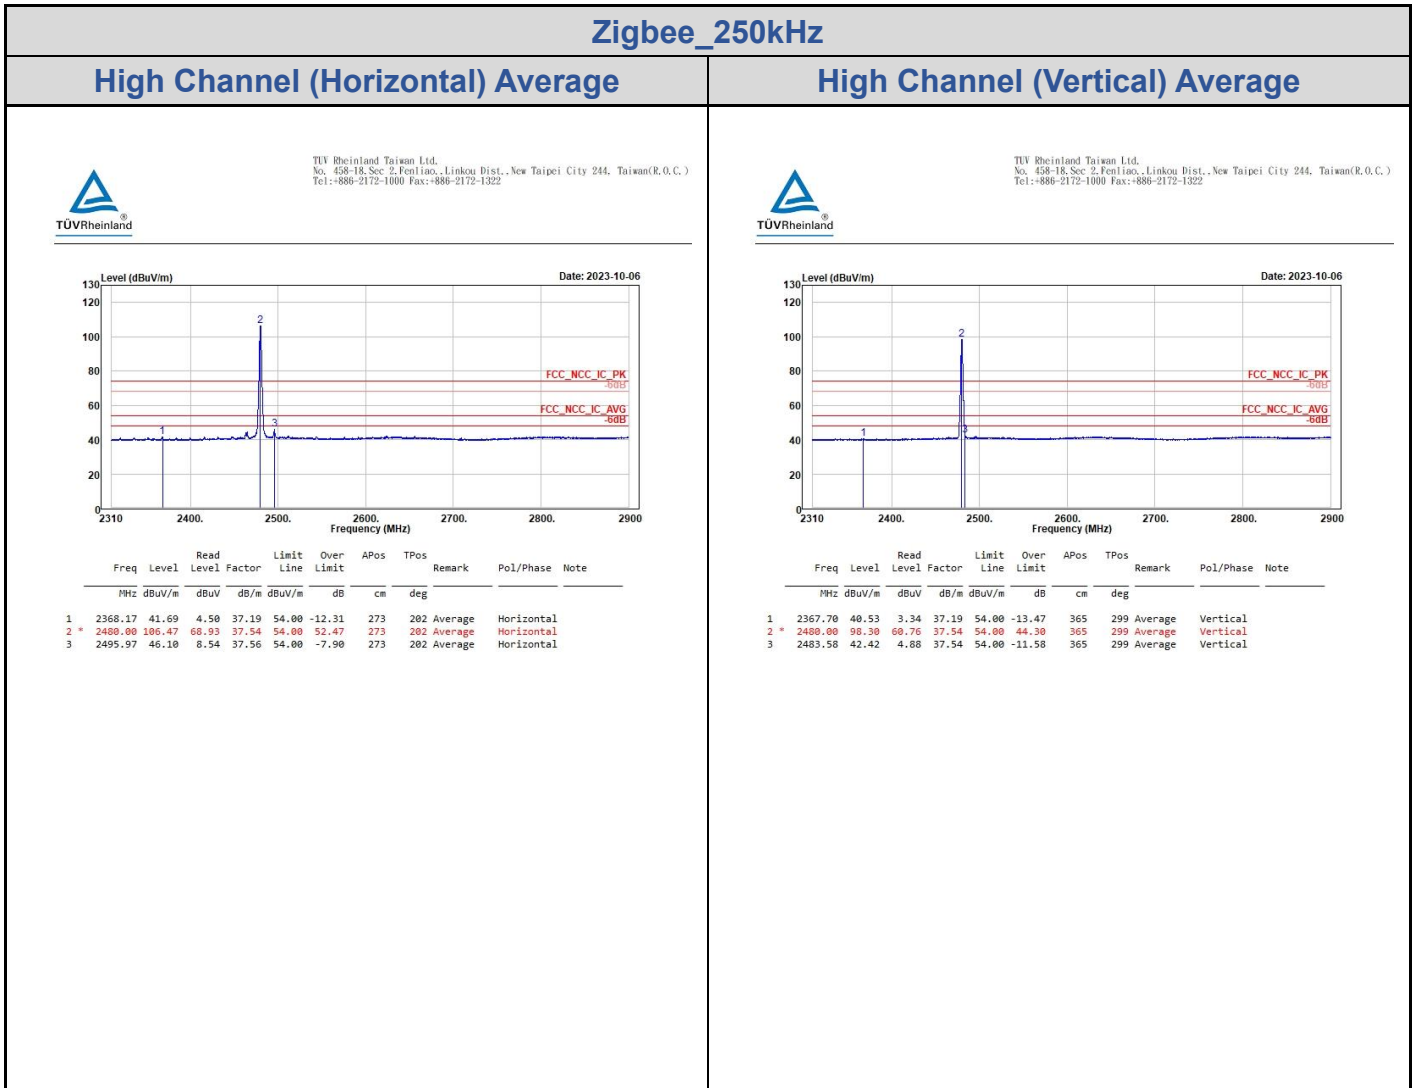 Zigbee_250kHz
High Channel (Horizontal) Average
High Channel (Vertical) Average
TUV Rheinland Taiwan Ltd.
No. 458-18.Sec 2.Fenliao..Linkou Dist..New Taipei City 244. Taiwan(R.O.C.)
Tel:+886-2172-1000 Fax:+886-2172-1322
TÜVRheinland
®
Level (dBuV/m)
Date: 2023-10-06
130
120
100
80
60
40
20
0
FCC_NCC_IC_PK
-6dB
FCC_NCC_IC_AVG
-6dB
1
2
3
2310 2400. 2500. 2600. 2700. 2800. 2900
Frequency (MHz)
Read Limit Over APos TPos
Freq Level Level Factor Line Limit Remark Pol/Phase Note
MHz dBuV/m dBuV dB/m dBuV/m dB cm deg
1 2368.17 41.69 4.50 37.19 54.00 -12.31 273 202 Average Horizontal
2 * 2480.00 106.47 68.93 37.54 54.00 52.47 273 202 Average Horizontal
3 2495.97 46.10 8.54 37.56 54.00 -7.90 273 202 Average Horizontal
TUV Rheinland Taiwan Ltd.
No. 458-18.Sec 2.Fenliao..Linkou Dist..New Taipei City 244. Taiwan(R.O.C.)
Tel:+886-2172-1000 Fax:+886-2172-1322
TÜVRheinland
®
Level (dBuV/m)
Date: 2023-10-06
130
120
100
80
60
40
20
0
FCC_NCC_IC_PK
-6dB
FCC_NCC_IC_AVG
-6dB
1
2
3
2310 2400. 2500. 2600. 2700. 2800. 2900
Frequency (MHz)
Read Limit Over APos TPos
Freq Level Level Factor Line Limit Remark Pol/Phase Note
MHz dBuV/m dBuV dB/m dBuV/m dB cm deg
1 2367.70 40.53 3.34 37.19 54.00 -13.47 365 299 Average Vertical
2 * 2480.00 98.30 60.76 37.54 54.00 44.30 365 299 Average Vertical
3 2483.58 42.42 4.88 37.54 54.00 -11.58 365 299 Average Vertical